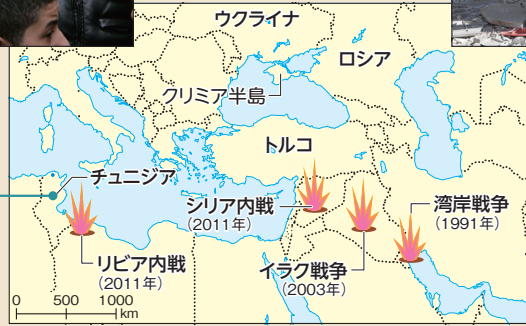 ウクライナ
ロシア
クリミア半島
トルコ
チュニジア
シリア内戦
(2011年)
湾岸戦争
(1991年)
リビア内戦
(2011年)
イラク戦争
(2003年)
0 500 1000
km